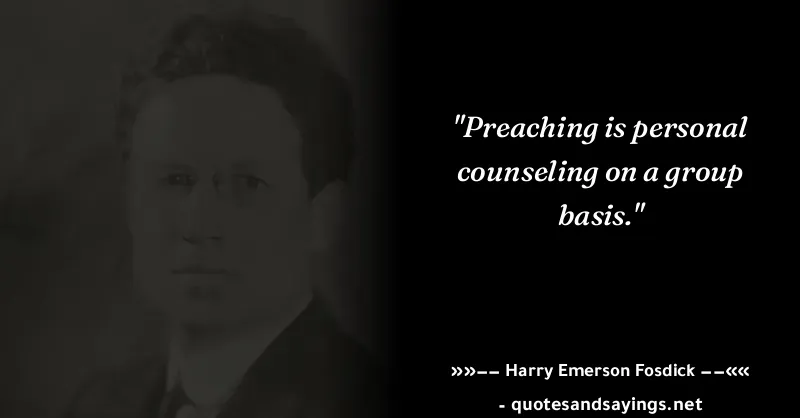 "Preaching is personal
counseling on a group
basis."
»»−− Harry Emerson Fosdick −−««
- quotesandsayings.net